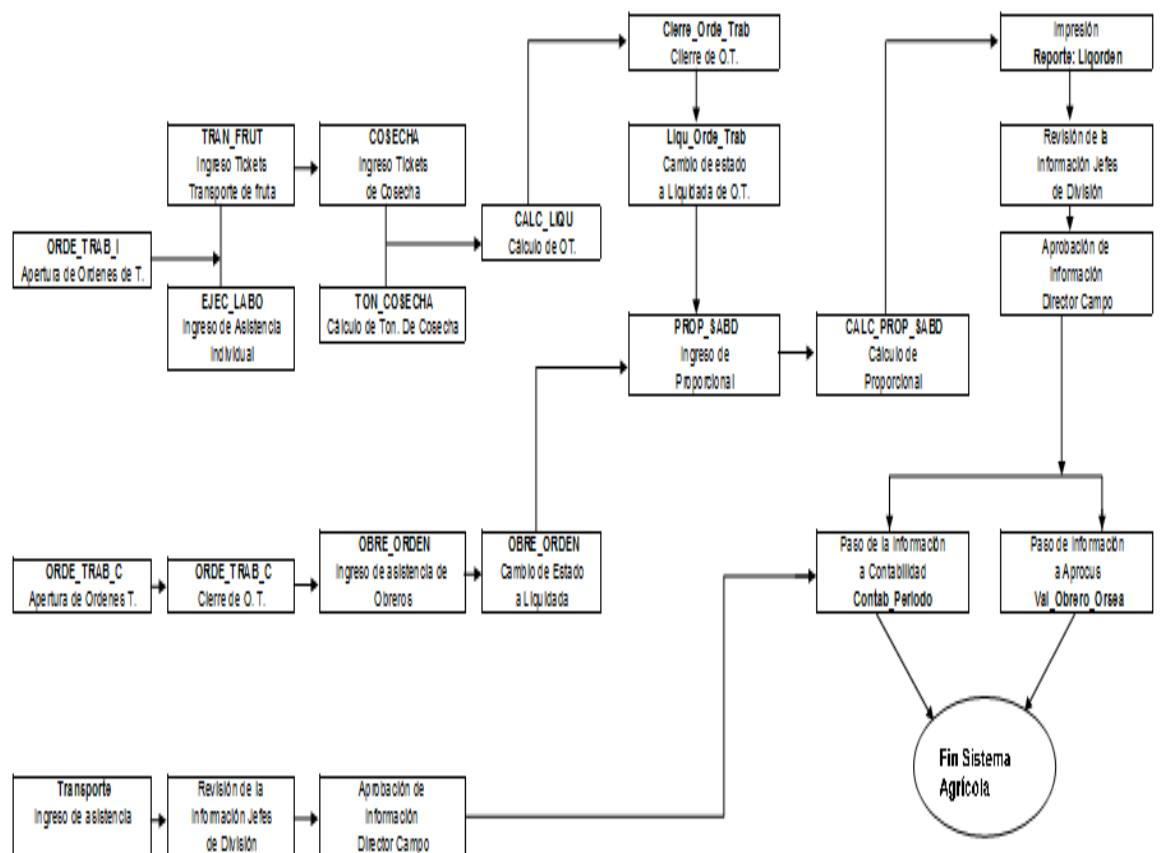 Cierre_Orde_Trab
Cilerre de O.T.
Impresión
Reporte: Liqorden
TRAN_FRUT
Ingreso Tickets
Transporte de fruta
COSECHA
Ingreso Tickets
de Cosecha
Liqu_Orde_Trab
Cambio de estado
a Liquidada de O.T.
Revisión de la
Información Jefes
de División
CALC_LIQU
Cálculo de OT.
ORDE_TRAB_I
Apertura de Ordenes de T.
Aprobación de
Información
Director Campo
EJEC_LABO
Ingreso de Asistencia
Individual
TON_COSECHA
Cálculo de Ton. De Cosecha
PROP_SABD
Ingreso de
Proporcional
CALC_PROP_SABD
Cálculo de
Proporcional
ORDE_TRAB_C
Apertura de Ordenes T.
ORDE_TRAB_C
Cierre de O. T.
OBRE_ORDEN
Ingreso de asistencia de
Obreros
OBRE_ORDEN
Cambio de Estado
a Liquidada
Paso de la Información
a Contabilidad
Contab_Periodo
Paso de Información
a Aprocus
Val_Obrero_Orsea
Fin Sistema
Agrícola
Transporte
Ingreso de asistencia
Revisión de la
Información Jefes
de División
Aprobación de
Información
Director Campo